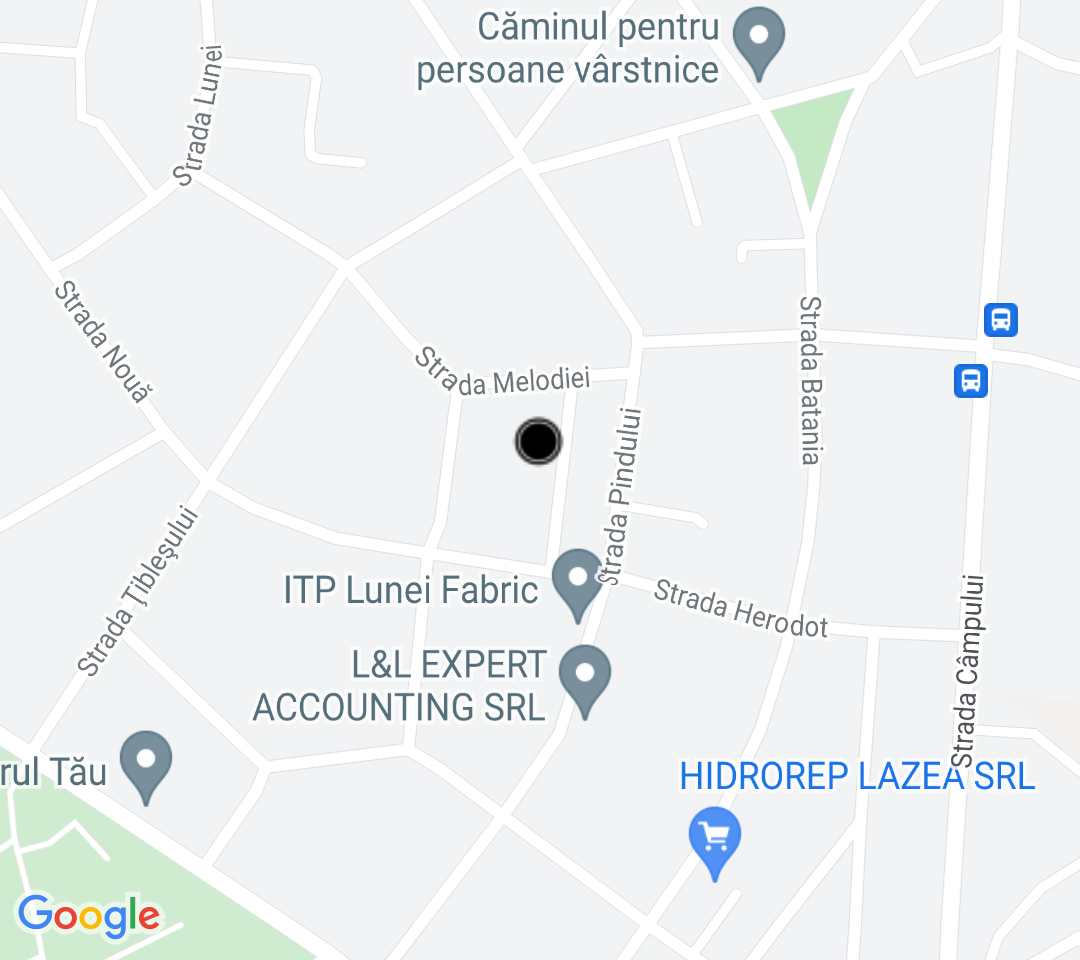 Căminul pentru
persoane vârstnice
Strada Lunei
Strada Nouă
Strada Melodiei
Strada Batania
Strada Pindului
Strada Ţibleşului
ITP Lunei Fabric
Strada Herodot
Strada Câmpului
L&L EXPERT
ACCOUNTING SRL
rul Tău
HIDROREP LAZEA SRL
Google